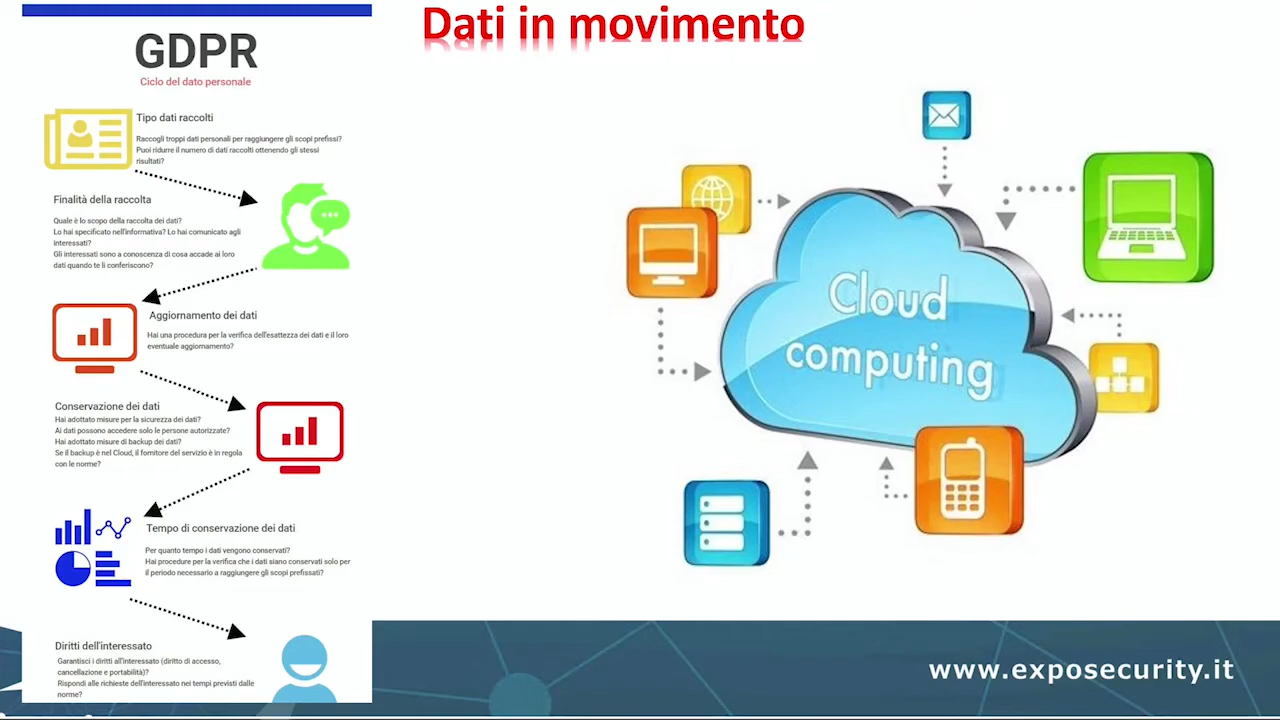 Dati in movimento
GDPR
Ciclo del dato personale
Tipo dati raccolti
Raccogli troppi dati personali per raggiungere gli scopi prefissi?
Puoi ridurre il numero di dati raccolti ottenendo gli stessi
risultati?
Finalità della raccolta
Quale è lo scopo della raccolta dei dati?
Lo hai specificato nell'informativa? Lo hai comunicato agli
interessati?
Gli interessati sono a conoscenza di cosa accade ai loro
dati quando te li conferiscono?
Aggiornamento dei dati
Hai una procedura per la verifica dell'esattezza dei dati e il loro
eventuale aggiornamento?
Conservazione dei dati
Hai adottato misure per la sicurezza dei dati?
Ai dati possono accedere solo le persone autorizzate?
Hai adottato misure di backup dei dati?
Se il backup è nel Cloud, il fornitore del servizio è in regola
con le norme?
Tempo di conservazione dei dati
Per quanto tempo i dati vengono conservati?
Hai procedure per la verifica che i dati siano conservati solo per
il periodo necessario a raggiungere gli scopi prefissati?
Diritti dell'interessato
Garantisci i diritti all'interessato (diritto di accesso,
cancellazione e portabilità)?
Rispondi alle richieste dell'interessato nei tempi previsti dalle
norme?
Cloud
computing
www.exposecurity.it